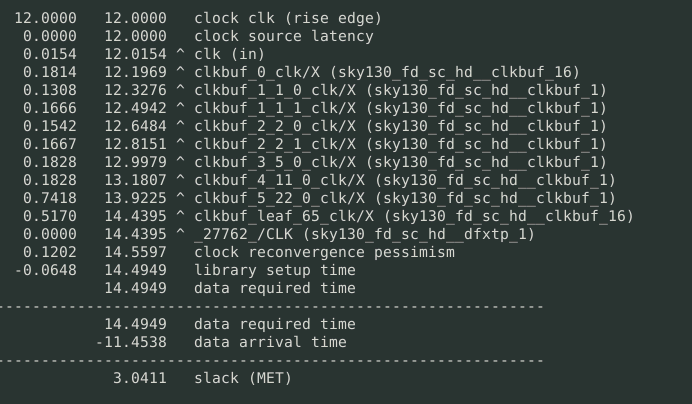 12.0000 12.0000 clock clk (rise edge)
0.0000 12.0000 clock source latency
0.0154 12.0154 ^ clk (in)
0.1814 12.1969 ^ clkbuf_0_clk/X (sky130_fd_sc_hd__clkbuf_16)
0.1308 12.3276 ^ clkbuf_1_1_0_clk/X (sky130_fd_sc_hd__clkbuf_1)
0.1666 12.4942 ^ clkbuf_1_1_1_clk/X (sky130_fd_sc_hd__clkbuf_1)
0.1542 12.6484 ^ clkbuf_2_2_0_clk/X (sky130_fd_sc_hd__clkbuf_1)
0.1667 12.8151 ^ clkbuf_2_2_1_clk/X (sky130_fd_sc_hd__clkbuf_1)
0.1828 12.9979 ^ clkbuf_3_5_0_clk/X (sky130_fd_sc_hd__clkbuf_1)
0.1828 13.1807 ^ clkbuf_4_11_0_clk/X (sky130_fd_sc_hd__clkbuf_1)
0.7418 13.9225 ^ clkbuf_5_22_0_clk/X (sky130_fd_sc_hd__clkbuf_1)
0.5170 14.4395 ^ clkbuf_leaf_65_clk/X (sky130_fd_sc_hd__clkbuf_16)
0.0000 14.4395 ^ _27762_/CLK (sky130_fd_sc_hd__dfxtp_1)
0.1202 14.5597 clock reconvergence pessimism
-0.0648 14.4949 library setup time
14.4949 data required time
-------------------------------------------------------------
14.4949 data required time
-11.4538 data arrival time
-------------------------------------------------------------
3.0411 slack (MET)